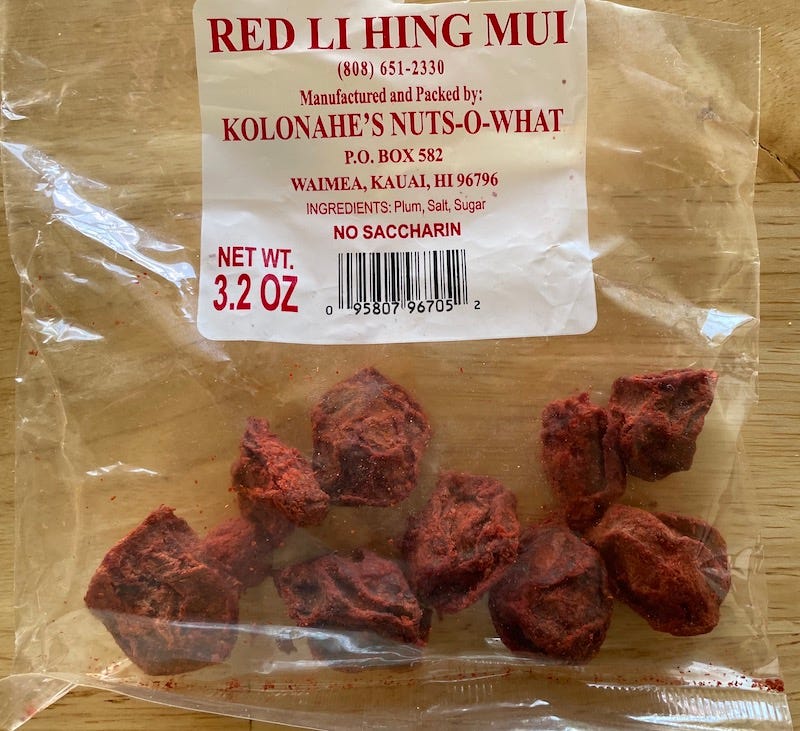 RED LI HING MUI
(808) 651-2330
Manufactured and Packed by:
KOLONAHE'S NUTS-O-WHAT
P.O. BOX 582
WAIMEA, KAUAI, HI 96796
INGREDIENTS: Plum, Salt, Sugar
NO SACCHARIN
NET WT.
3.2 OZ
0 95807 96705 2